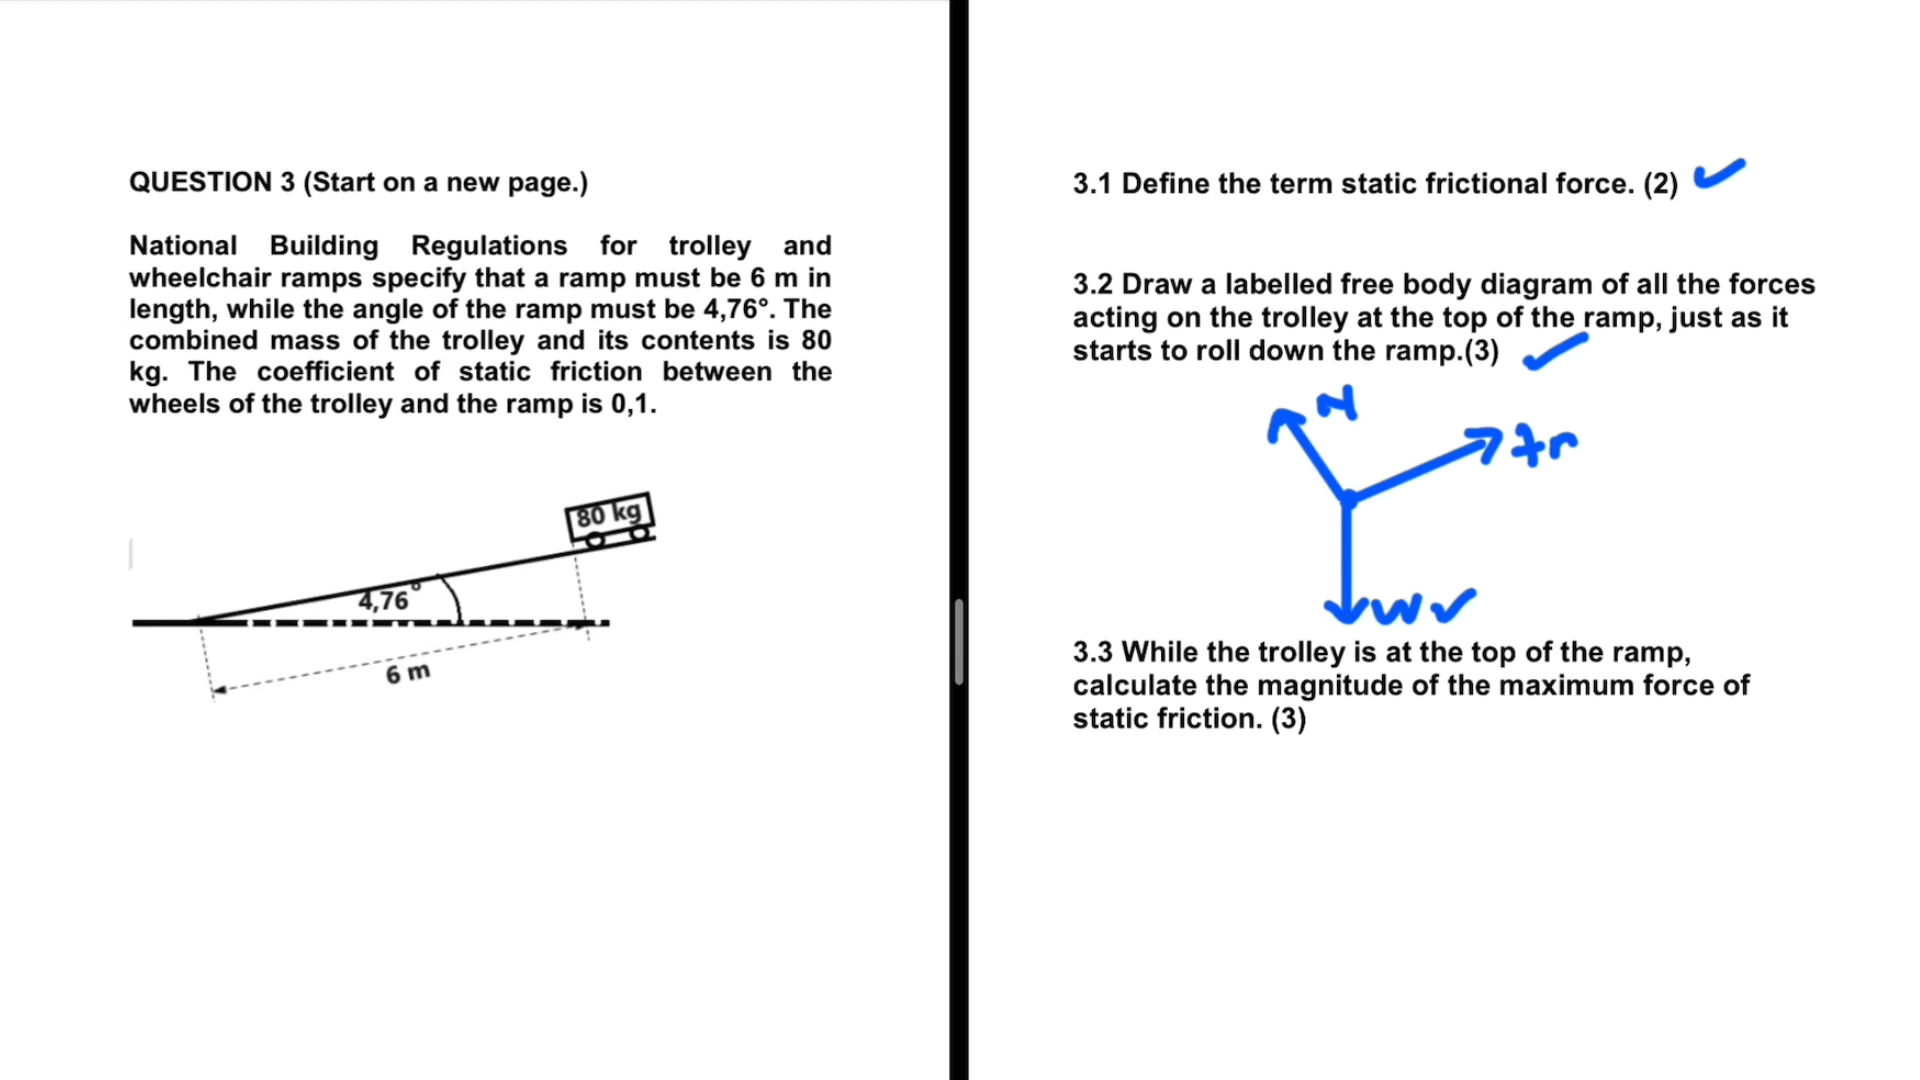 QUESTION 3 (Start on a new page.)
National Building Regulations for trolley and
wheelchair ramps specify that a ramp must be 6 m in
length, while the angle of the ramp must be 4,76°. The
combined mass of the trolley and its contents is 80
kg. The coefficient of static friction between the
wheels of the trolley and the ramp is 0,1.
80 kg
4,76°
6 m
3.1 Define the term static frictional force. (2)
3.2 Draw a labelled free body diagram of all the forces
acting on the trolley at the top of the ramp, just as it
starts to roll down the ramp.(3)
N
fr
W
3.3 While the trolley is at the top of the ramp,
calculate the magnitude of the maximum force of
static friction. (3)